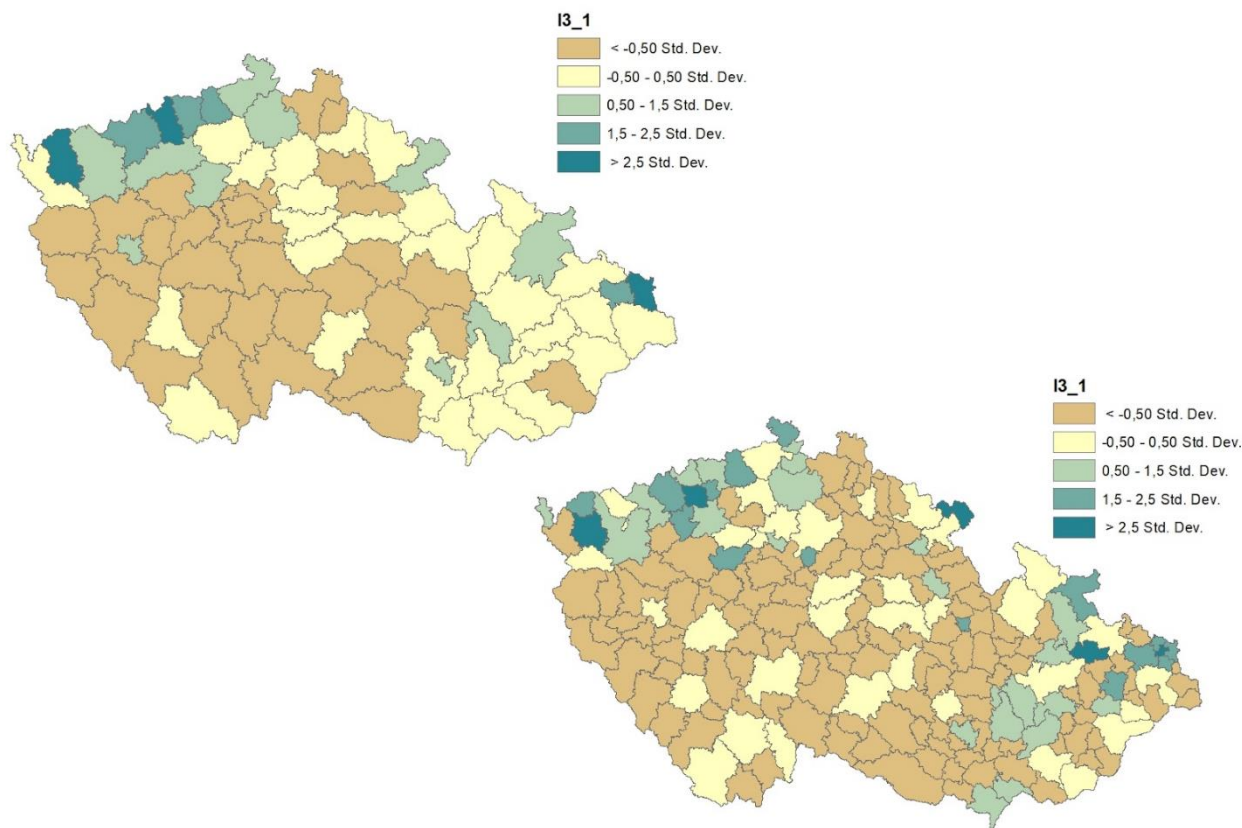 I3_1
< -0,50 Std. Dev.
-0,50 - 0,50 Std. Dev.
0,50 - 1,5 Std. Dev.
1,5 - 2,5 Std. Dev.
> 2,5 Std. Dev.
I3_1
< -0,50 Std. Dev.
-0,50 - 0,50 Std. Dev.
0,50 - 1,5 Std. Dev.
1,5 - 2,5 Std. Dev.
> 2,5 Std. Dev.